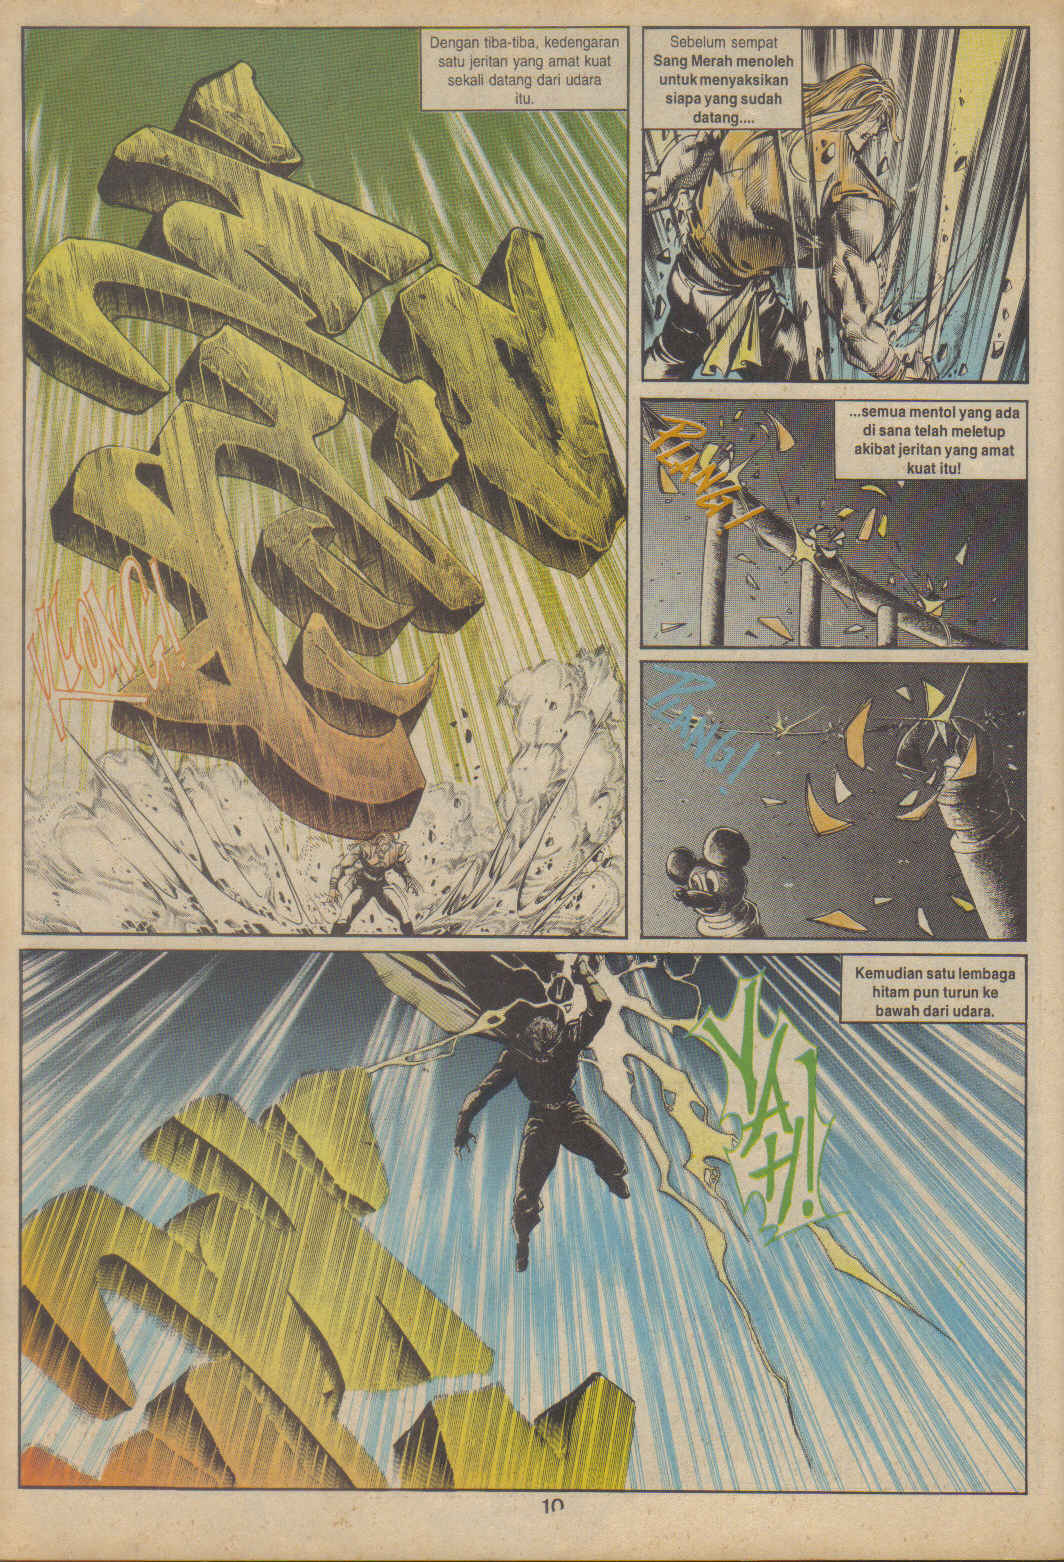 Dengan tiba-tiba, kedengaran
satu jeritan yang amat kuat
sekali datang dari udara
itu.
Sebelum sempat
Sang Merah menoleh
untuk menyaksikan
siapa yang sudah
datang....
...semua mentol yang ada
di sana telah meletup
akibat jeritan yang amat
kuat itu!
PLANG!
PLANG!
Kemudian satu lembaga
hitam pun turun ke
bawah dari udara.
YAH!
10